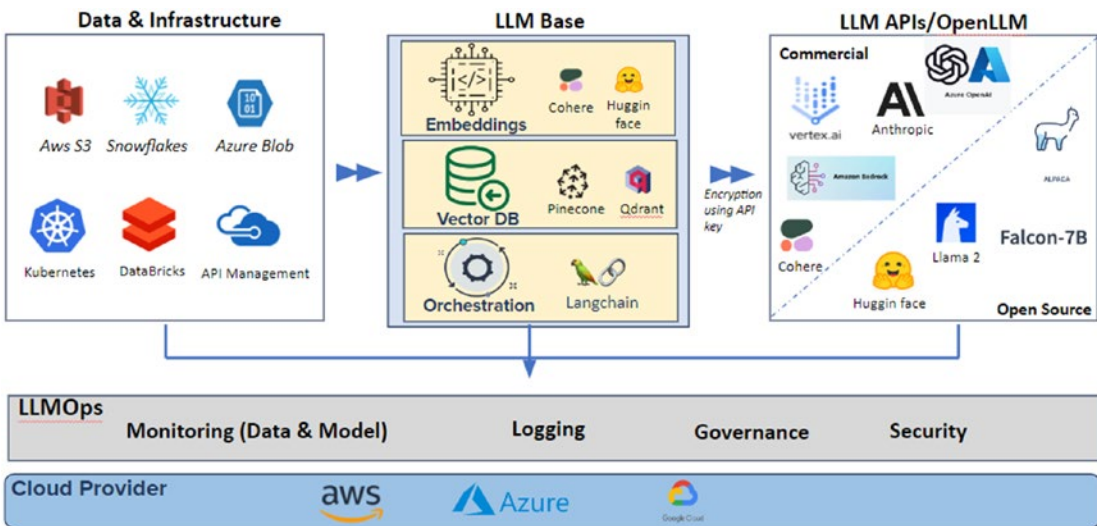 Data & Infrastructure
LLM Base
LLM APIs/OpenLLM
Aws S3
Snowflakes
Azure Blob
Kubernetes
DataBricks
API Management
</>
Embeddings
Cohere
Huggin
face
Vector DB
Pinecone
Qdrant
Orchestration
Langchain
Encryption
using API
key
Commercial
vertex.ai
Anthropic
Azure OpenAI
Amazon Bedrock
Cohere
Huggin face
ALPACA
Llama 2
Falcon-7B
Open Source
LLMOps
Monitoring (Data & Model)
Logging
Governance
Security
Cloud Provider
aws
Azure
Google Cloud